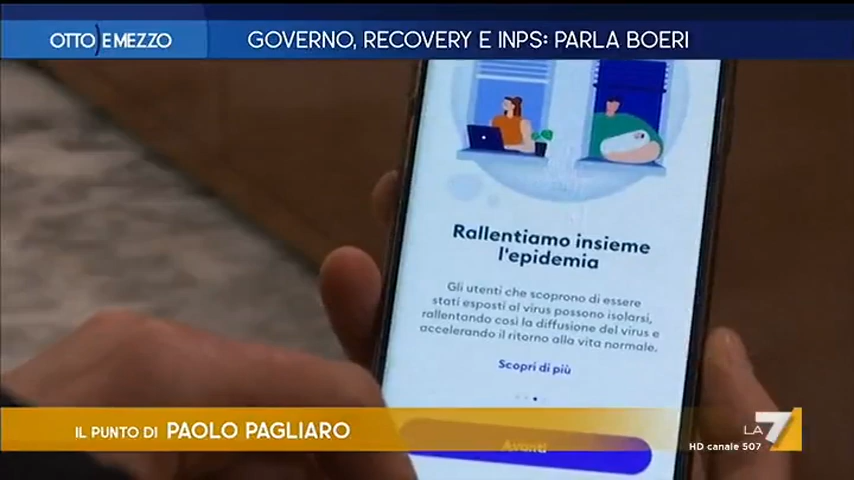 OTTO E MEZZO
GOVERNO, RECOVERY E INPS: PARLA BOERI
Rallentiamo insieme
l'epidemia
Gli utenti che scoprono di essere
stati esposti al virus possono isolarsi,
rallentando così la diffusione del virus e
accelerando il ritorno alla vita normale.
Scopri di più
Avanti
IL PUNTO DI PAOLO PAGLIARO
LA7
HD canale 507